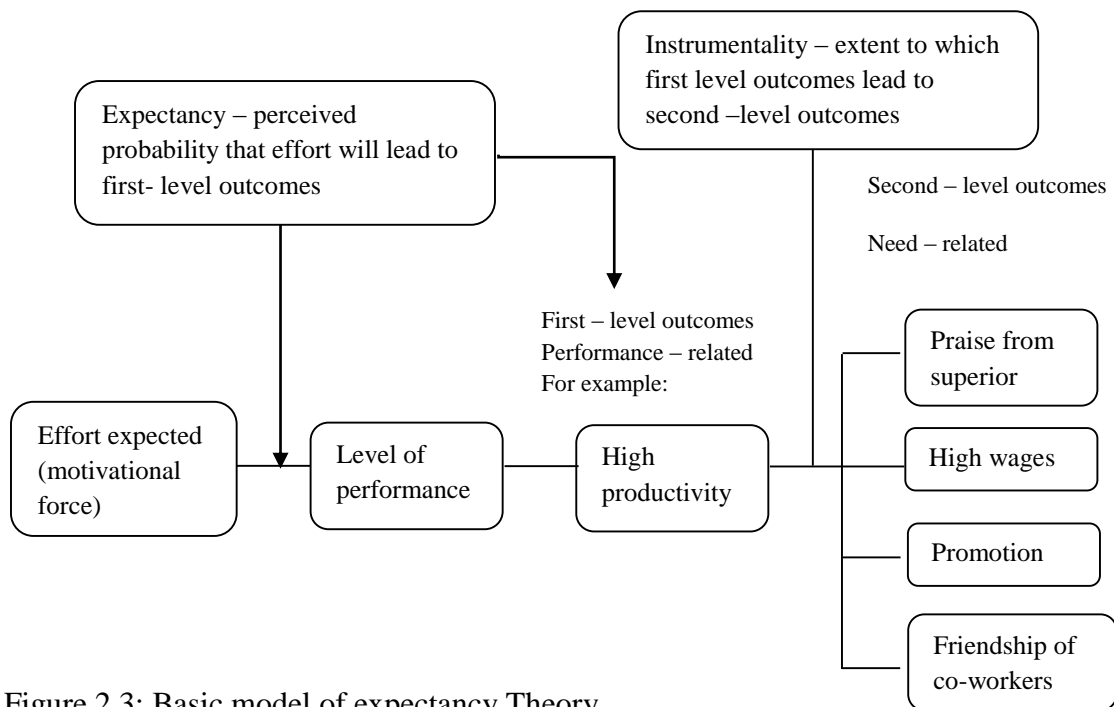 Instrumentality – extent to which
first level outcomes lead to
second –level outcomes
Expectancy – perceived
probability that effort will lead to
first- level outcomes
Second – level outcomes
Need – related
First – level outcomes
Performance – related
For example:
Praise from
superior
Effort expected
(motivational
force)
Level of
performance
High
productivity
High wages
Promotion
Friendship of
co-workers
Figure 2.3: Basic model of expectancy Theory